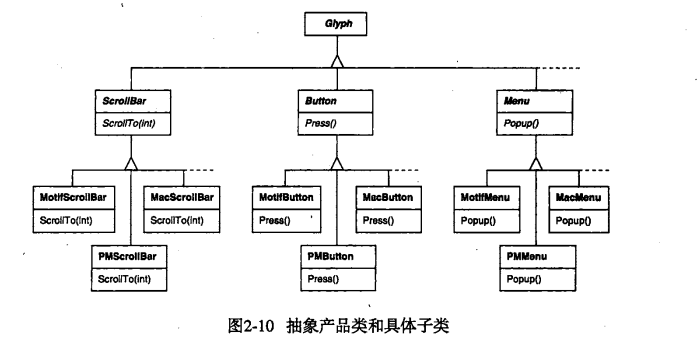 Glyph
ScrollBar
ScrollTo(int)
Button
Press()
Menu
Popup()
MotifScrollBar
ScrollTo(int)
MacScrollBar
ScrollTo(int)
MotifButton
Press()
MacButton
Press()
MotifMenu
Popup()
MacMenu
Popup()
PMScrollBar
ScrollTo(int)
PMButton
Press()
PMMenu
Popup()
图2-10 抽象产品类和具体子类